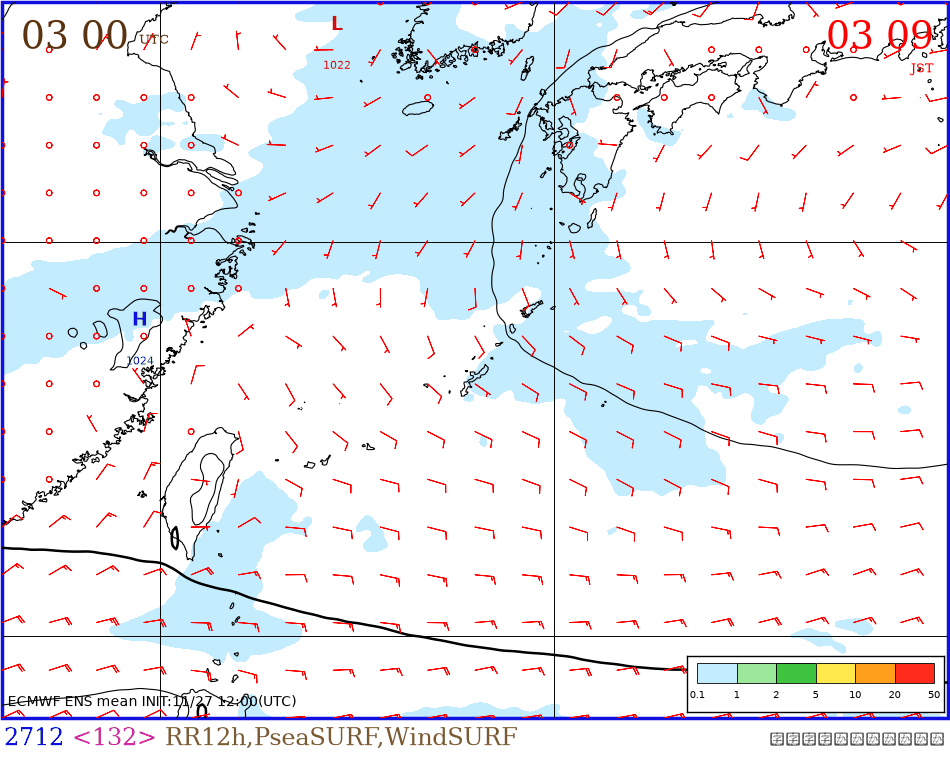 03 00 UTC
03 09
JST
L
1022
H
1024
0.1 1 2 5 10 20 50
ECMWF ENS mean INIT:11/27 12:00(UTC)
2712 <132> RR12h,PseaSURF,WindSURF